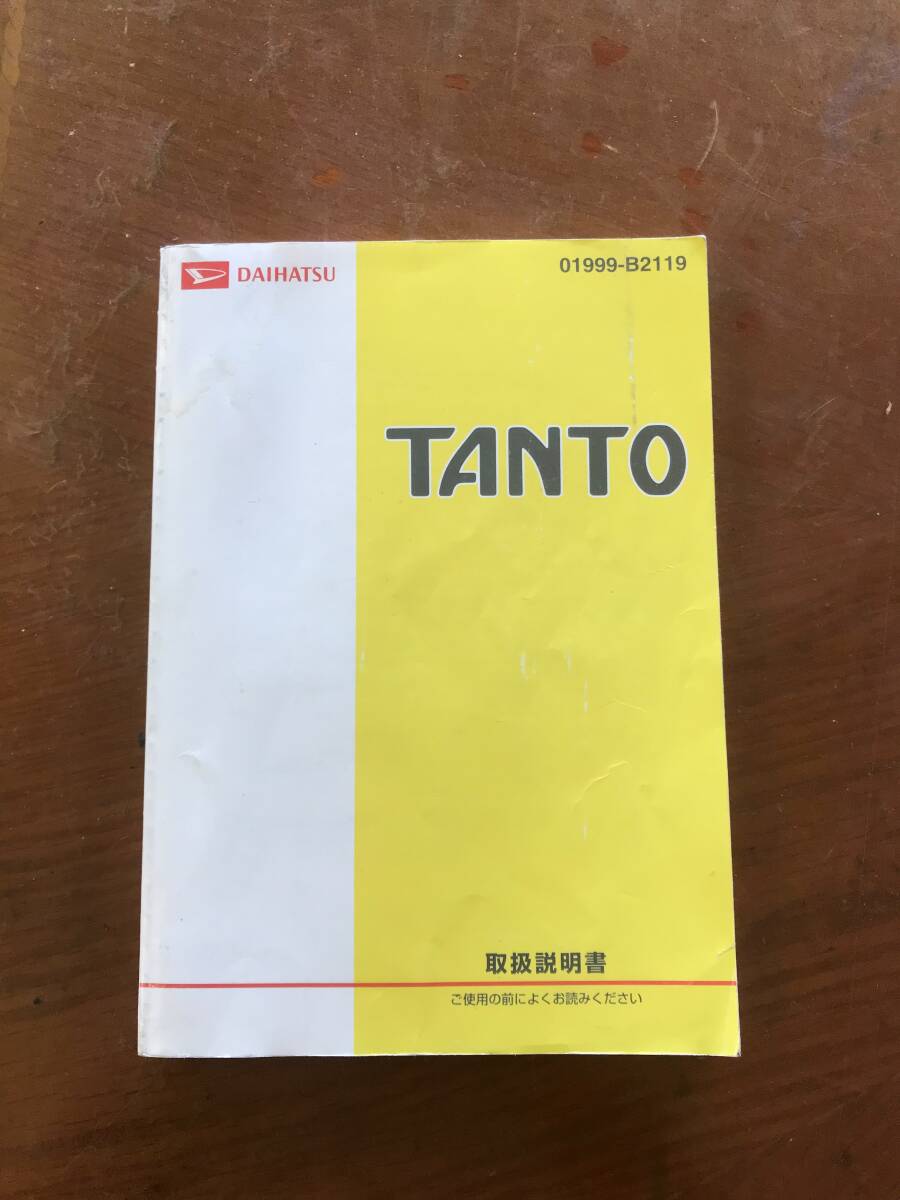 DAIHATSU
01999-B2119
TANTO
取扱説明書
ご使用の前によくお読みください